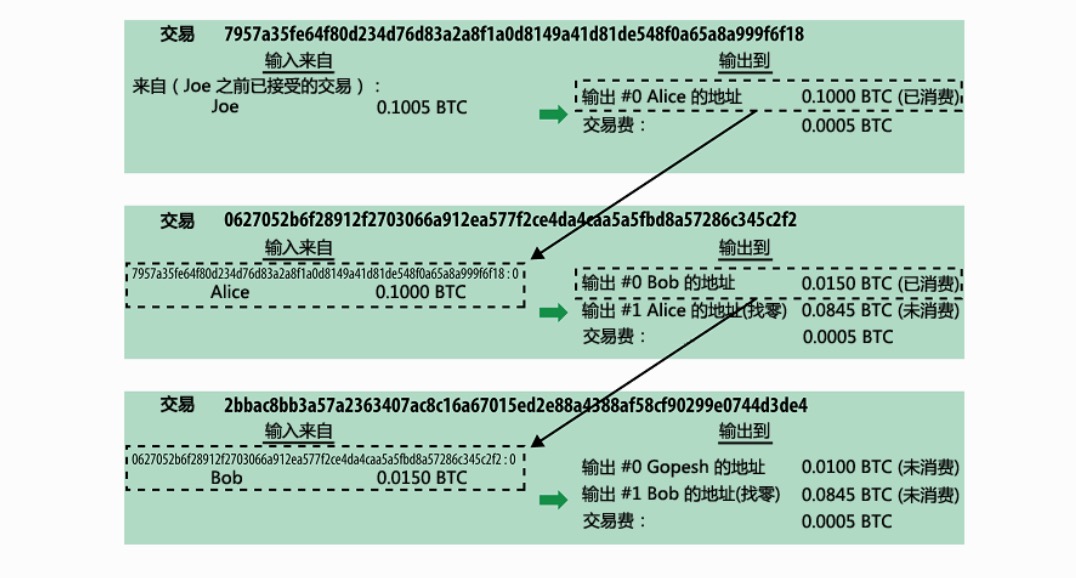 交易 7957a35fe64f80d234d76d83a2a8f1a0d8149a41d81de548f0a65a8a999f6f18
输入来自 输出到
来自（Joe 之前已接受的交易）：
Joe 0.1005 BTC
输出 #0 Alice 的地址 0.1000 BTC (已消费)
交易费： 0.0005 BTC
交易 0627052b6f28912f2703066a912ea577f2ce4da4caa5a5fbd8a57286c345c2f2
输入来自 输出到
7957a35fe64f80d234d76d83a2a8f1a0d8149a41d81de548f0a65a8a999f6f18 : 0
Alice 0.1000 BTC
输出 #0 Bob 的地址 0.0150 BTC (已消费)
输出 #1 Alice 的地址(找零) 0.0845 BTC (未消费)
交易费： 0.0005 BTC
交易 2bbac8bb3a57a2363407ac8c16a67015ed2e88a4388af58cf90299e0744d3de4
输入来自 输出到
0627052b6f28912f2703066a912ea577f2ce4da4caa5a5fbd8a57286c345c2f2 : 0
Bob 0.0150 BTC
输出 #0 Gopesh 的地址 0.0100 BTC (未消费)
输出 #1 Bob 的地址(找零) 0.0845 BTC (未消费)
交易费： 0.0005 BTC